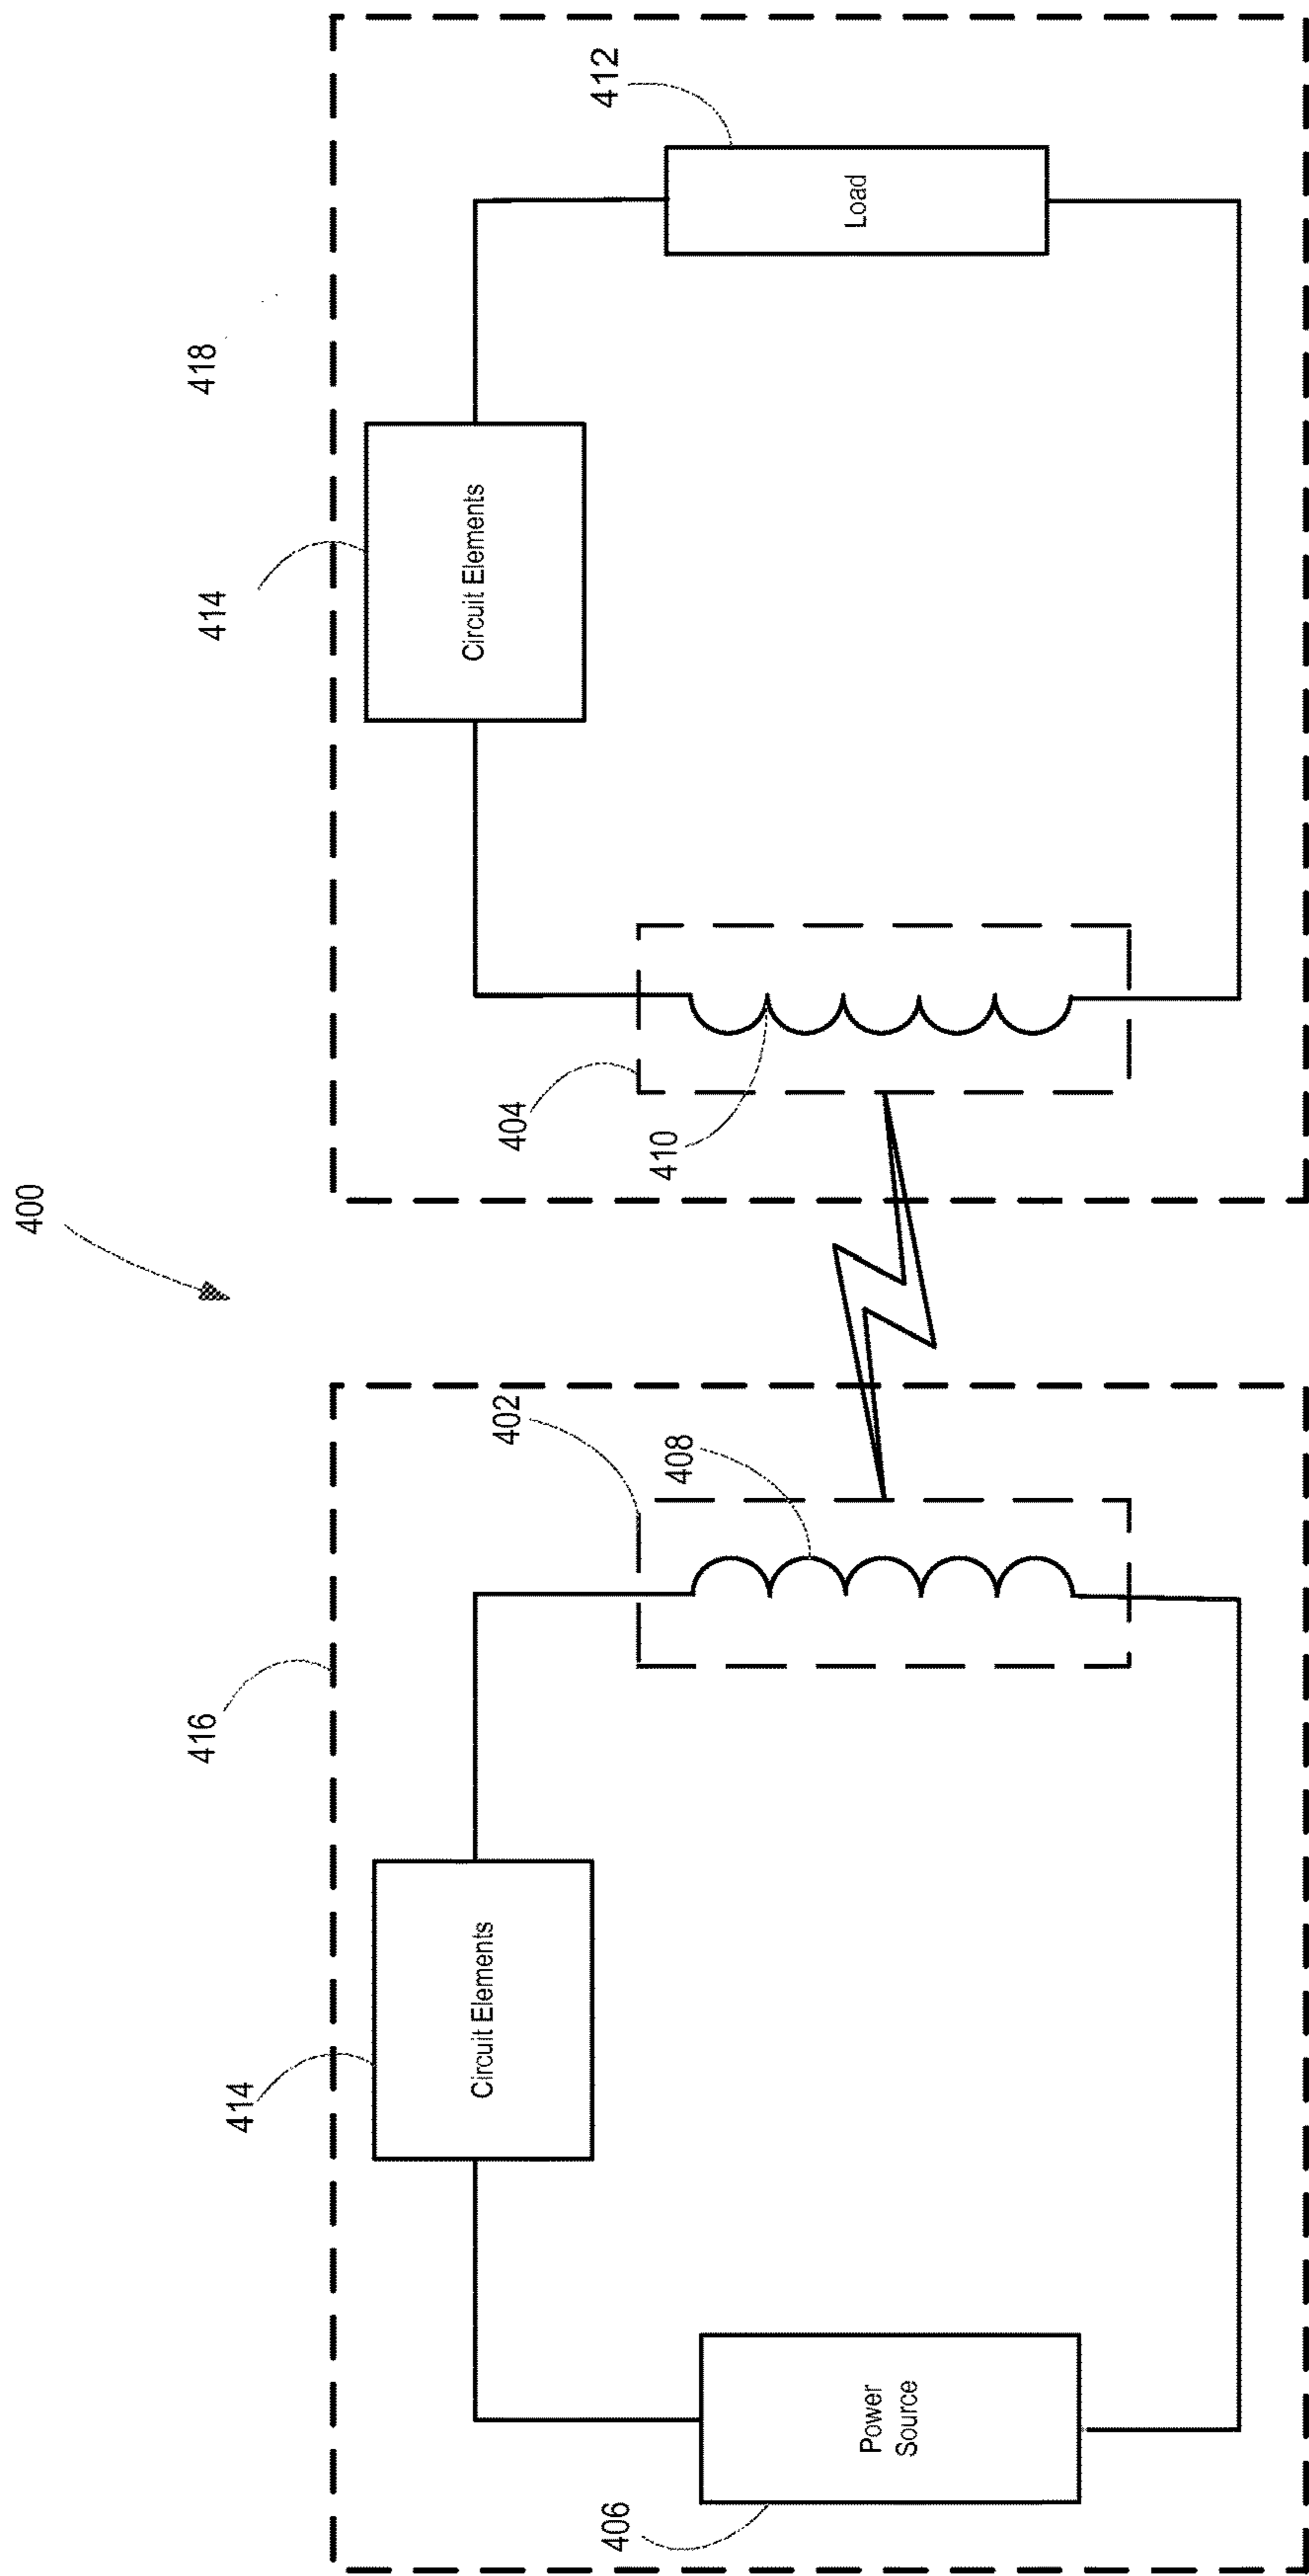 400
416
418
414
Circuit Elements
414
Circuit Elements
402
404
408
410
406
Power
Source
412
Load